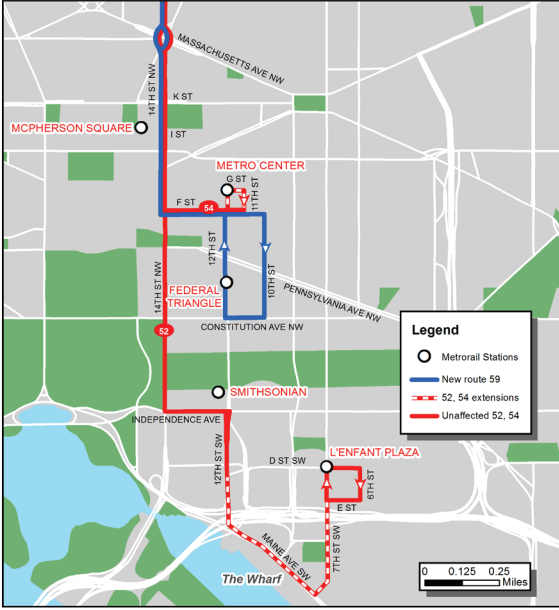 MASSACHUSETTS AVE NW
14TH ST NW
K ST
MCPHERSON SQUARE
I ST
METRO CENTER
G ST
11TH ST
F ST
54
12TH ST
10TH ST
14TH ST NW
FEDERAL
TRIANGLE
PENNSYLVANIA AVE NW
CONSTITUTION AVE NW
52
SMITHSONIAN
INDEPENDENCE AVE
12TH ST SW
D ST SW
L'ENFANT PLAZA
6TH ST
E ST
MAINE AVE SW
7TH ST SW
The Wharf
Legend
Metrorail Stations
New route 59
52, 54 extensions
Unaffected 52, 54
0 0.125 0.25
Miles